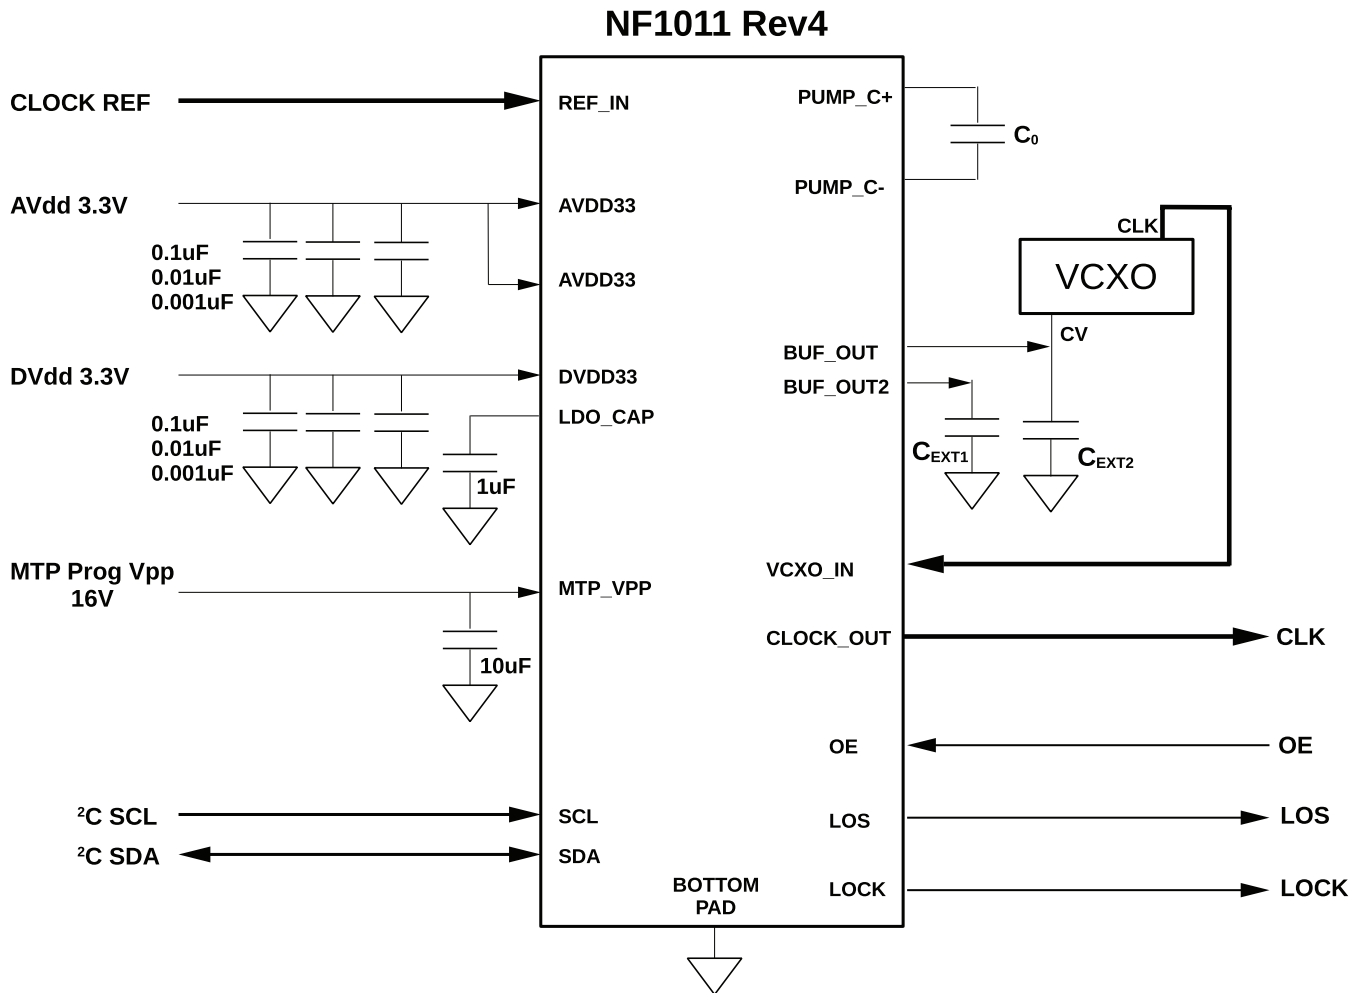 NF1011 Rev4
CLOCK REF
REF_IN
PUMP_C+
C₀
PUMP_C-
AVdd 3.3V
AVDD33
0.1uF
0.01uF
0.001uF
AVDD33
CLK
VCXO
CV
BUF_OUT
BUF_OUT2
DVdd 3.3V
DVDD33
LDO_CAP
0.1uF
0.01uF
0.001uF
1uF
CEXT1
CEXT2
MTP Prog Vpp
16V
MTP_VPP
10uF
VCXO_IN
CLOCK_OUT
CLK
OE
OE
²C SCL
SCL
LOS
LOS
²C SDA
SDA
BOTTOM
PAD
LOCK
LOCK